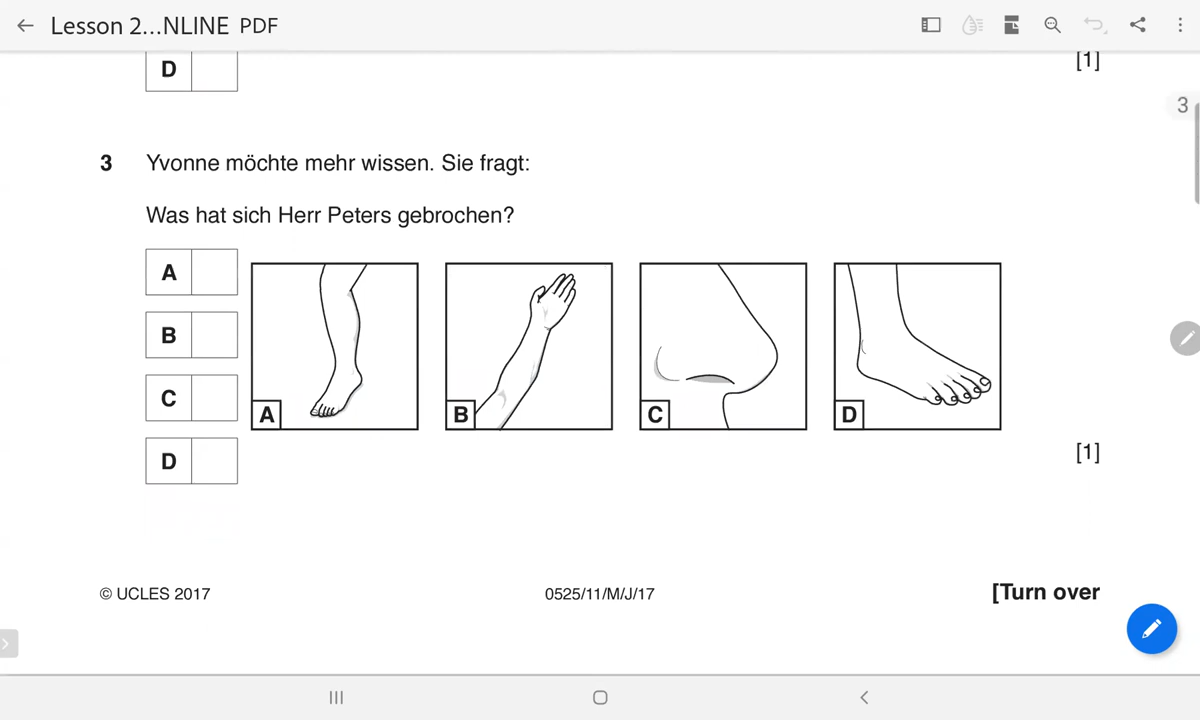 Lesson 2...NLINE PDF
D
[1]
3
3 Yvonne möchte mehr wissen. Sie fragt:
Was hat sich Herr Peters gebrochen?
A
B
C
D
A B C D
[1]
© UCLES 2017 0525/11/M/J/17 [Turn over